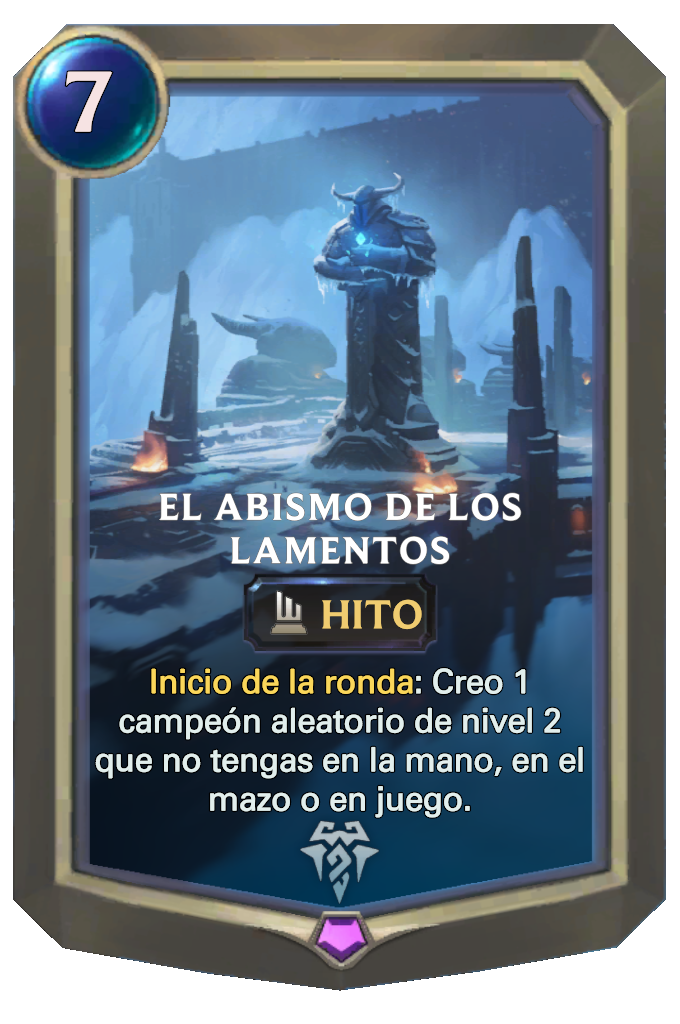 7
EL ABISMO DE LOS
LAMENTOS
HITO
Inicio de la ronda: Creo 1
campeón aleatorio de nivel 2
que no tengas en la mano, en el
mazo o en juego.